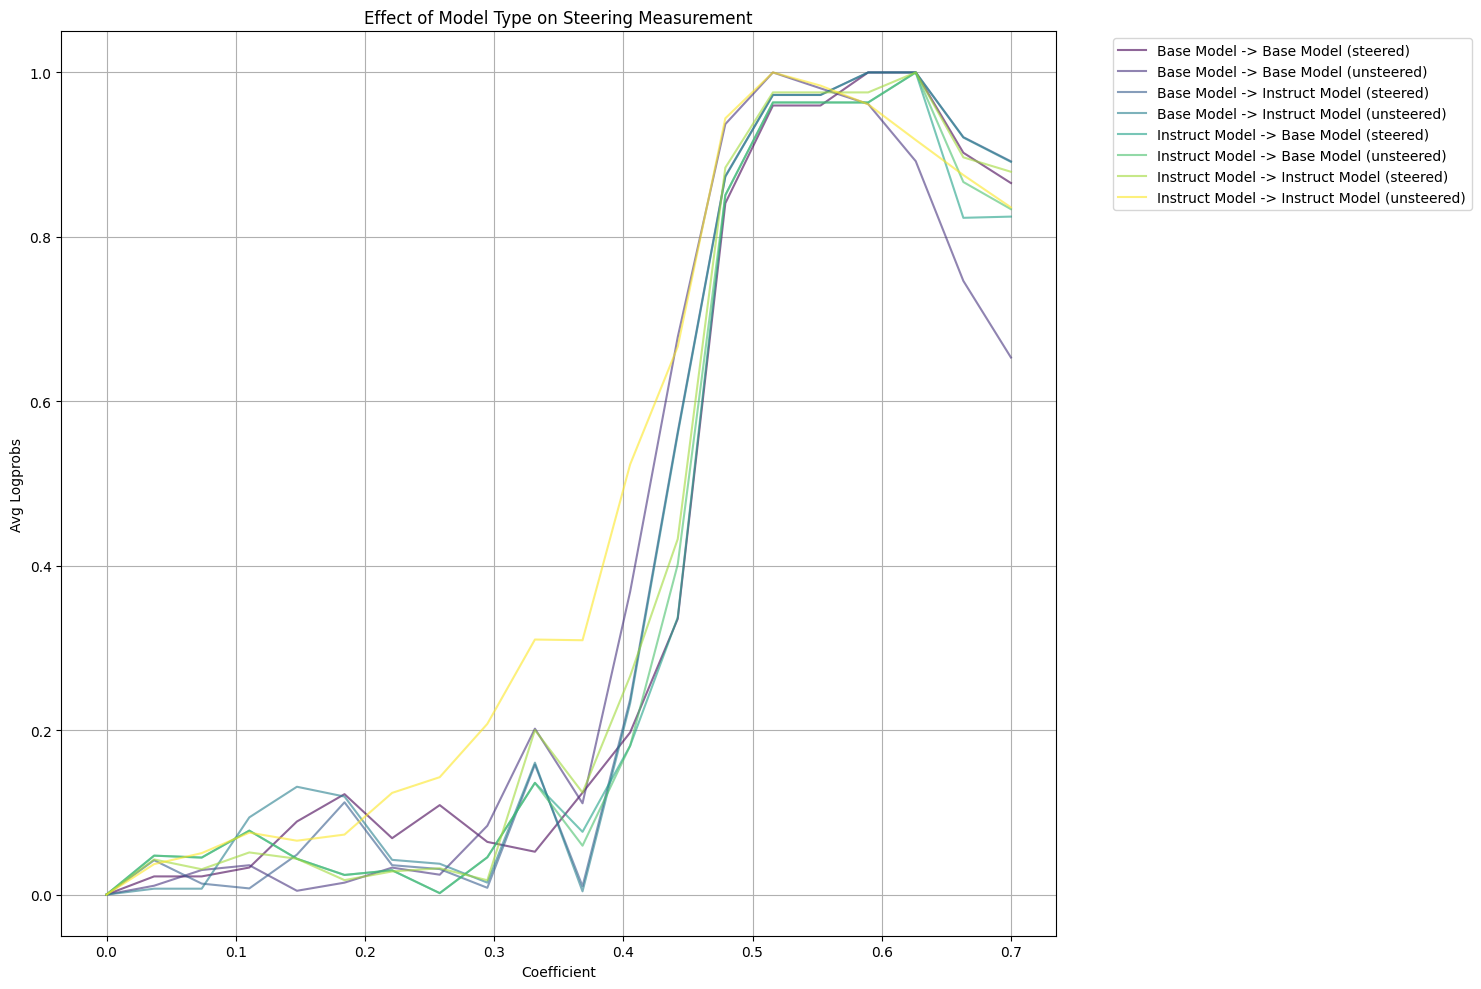 Effect of Model Type on Steering Measurement
Base Model -> Base Model (steered)
Base Model -> Base Model (unsteered)
Base Model -> Instruct Model (steered)
Base Model -> Instruct Model (unsteered)
Instruct Model -> Base Model (steered)
Instruct Model -> Base Model (unsteered)
Instruct Model -> Instruct Model (steered)
Instruct Model -> Instruct Model (unsteered)
Avg Logprobs
1.0
0.8
0.6
0.4
0.2
0.0
0.0 0.1 0.2 0.3 0.4 0.5 0.6 0.7
Coefficient